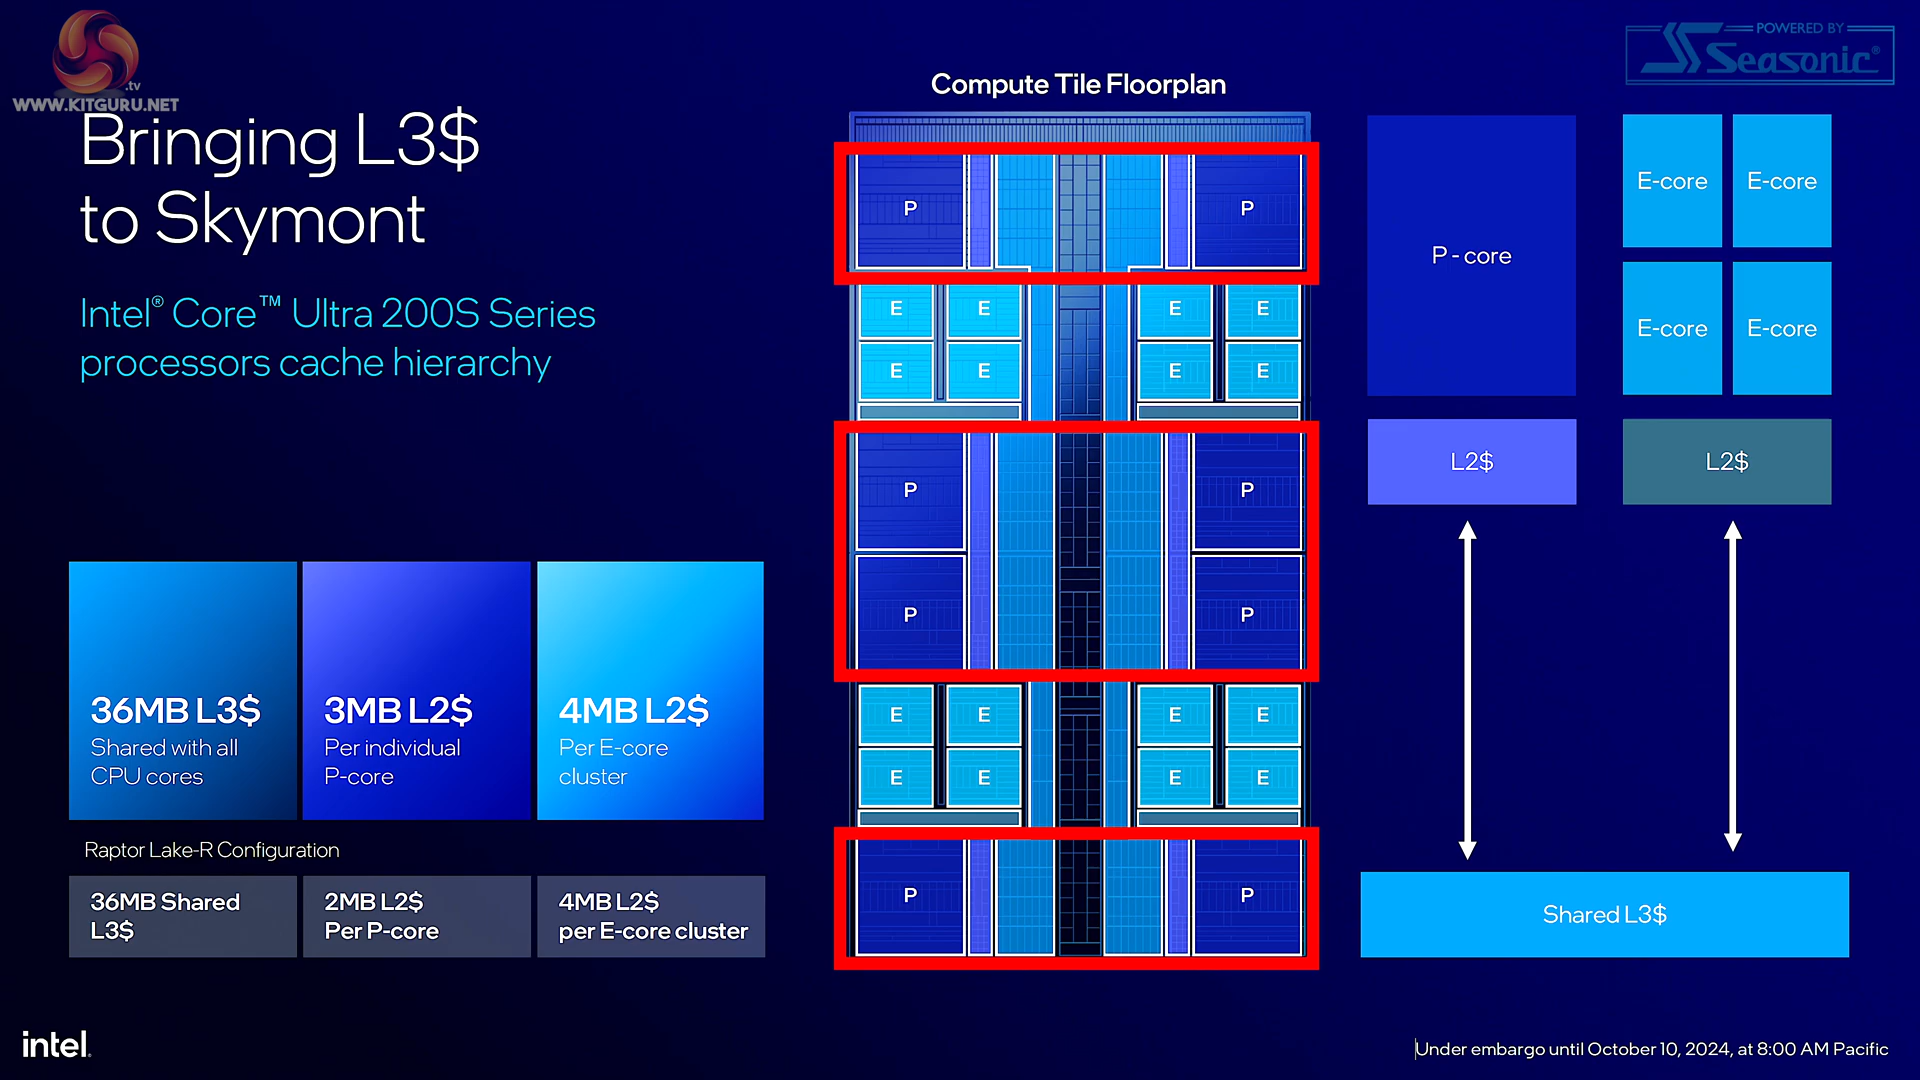 .tv
WWW.KITGURU.NET
POWERED BY
Seasonic®
Bringing L3$
to Skymont
Intel® Core™ Ultra 200S Series
processors cache hierarchy
36MB L3$
Shared with all
CPU cores
3MB L2$
Per individual
P-core
4MB L2$
Per E-core
cluster
Raptor Lake-R Configuration
36MB Shared
L3$
2MB L2$
Per P-core
4MB L2$
per E-core cluster
Compute Tile Floorplan
P P
E E E E
E E E E
P P
P P
E E E E
E E E E
P P
P - core
E-core E-core
E-core E-core
L2$ L2$
Shared L3$
intel.
Under embargo until October 10, 2024, at 8:00 AM Pacific